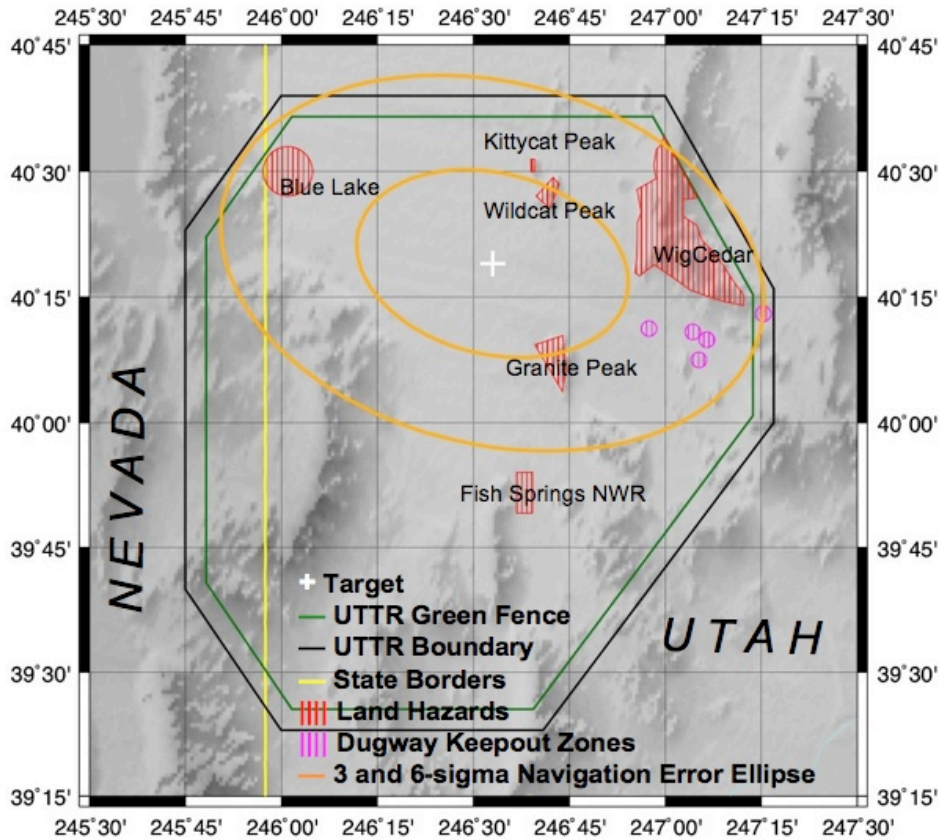 245˚30' 245˚45' 246˚00' 246˚15' 246˚30' 246˚45' 247˚00' 247˚15' 247˚30'
40˚45' 40˚45'
Kittycat Peak
40˚30' 40˚30'
Blue Lake
Wildcat Peak
WigCedar
40˚15' 40˚15'
Granite Peak
40˚00' 40˚00'
NEVADA
Fish Springs NWR
39˚45' 39˚45'
Target
UTTR Green Fence
UTAH
UTTR Boundary
39˚30' 39˚30'
State Borders
Land Hazards
Dugway Keepout Zones
3 and 6-sigma Navigation Error Ellipse
39˚15' 39˚15'
245˚30' 245˚45' 246˚00' 246˚15' 246˚30' 246˚45' 247˚00' 247˚15' 247˚30'